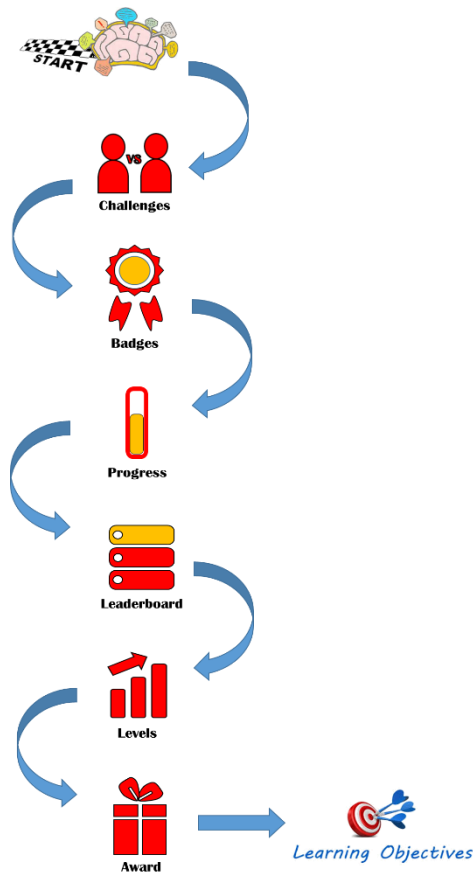 START
VS
Challenges
Badges
Progress
Leaderboard
Levels
Award
Learning Objectives